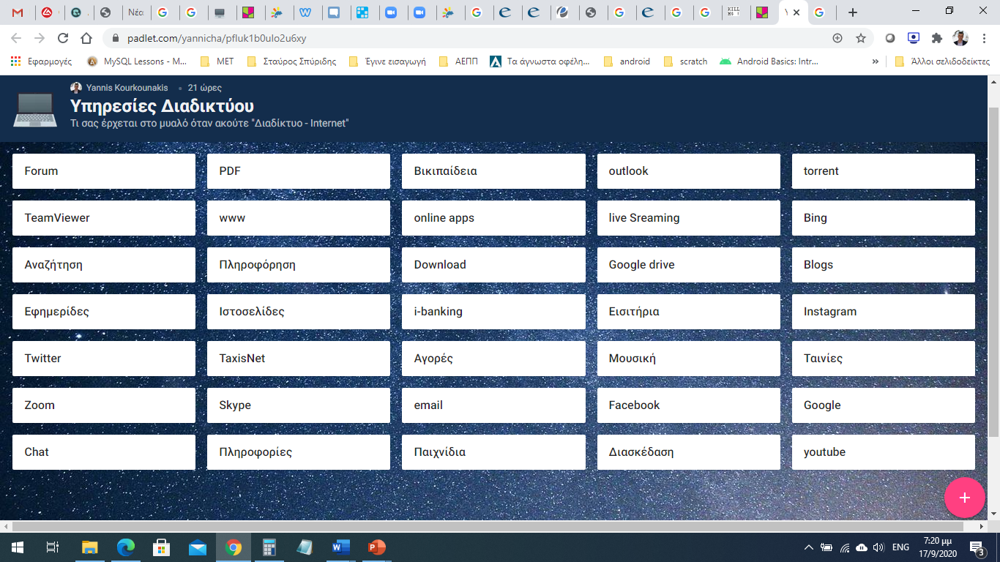 Νέα
KILL
padlet.com/yannicha/pfluk1b0ulo2u6xy
Εφαρμογές MySQL Lessons - M... MET Σταύρος Σπύριδης Έγινε εισαγωγή ΑΕΠΠ Τα άγνωστα οφέλη... android scratch Android Basics: Intr... » Άλλοι σελιδοδείκτες
Yannis Kourkounakis • 21 ώρες
Υπηρεσίες Διαδικτύου
Τι σας έρχεται στο μυαλό όταν ακούτε "Διαδίκτυο - Internet"
Forum PDF Βικιπαίδεια outlook torrent
TeamViewer www online apps live Sreaming Bing
Αναζήτηση Πληροφόρηση Download Google drive Blogs
Εφημερίδες Ιστοσελίδες i-banking Εισιτήρια Instagram
Twitter TaxisNet Αγορές Μουσική Ταινίες
Zoom Skype email Facebook Google
Chat Πληροφορίες Παιχνίδια Διασκέδαση youtube
ENG 7:20 μμ
17/9/2020 3